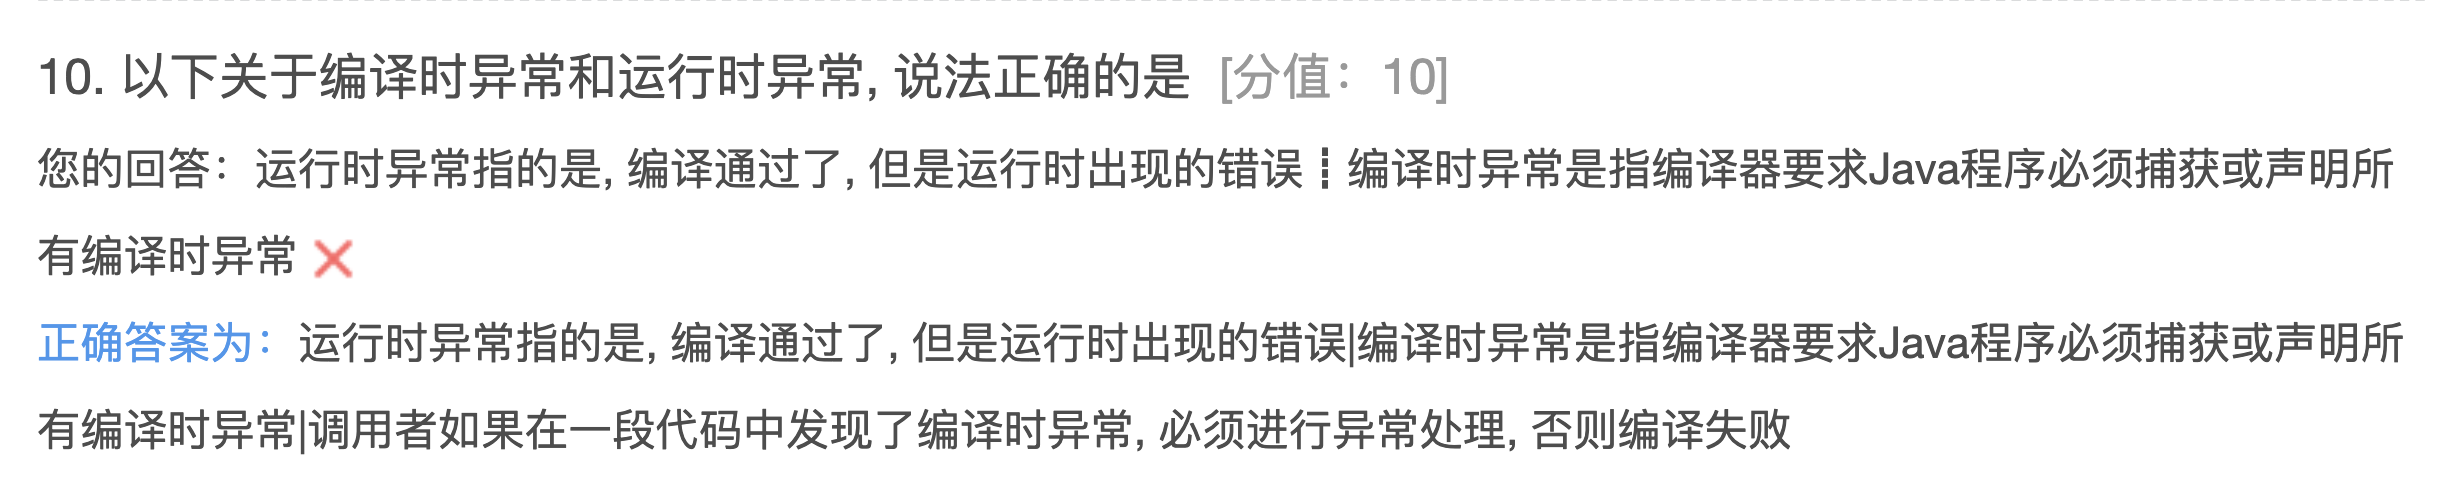 10. 以下关于编译时异常和运行时异常, 说法正确的是 [分值：10]
您的回答：运行时异常指的是, 编译通过了, 但是运行时出现的错误┋编译时异常是指编译器要求Java程序必须捕获或声明所
有编译时异常
正确答案为：运行时异常指的是, 编译通过了, 但是运行时出现的错误|编译时异常是指编译器要求Java程序必须捕获或声明所
有编译时异常|调用者如果在一段代码中发现了编译时异常, 必须进行异常处理, 否则编译失败